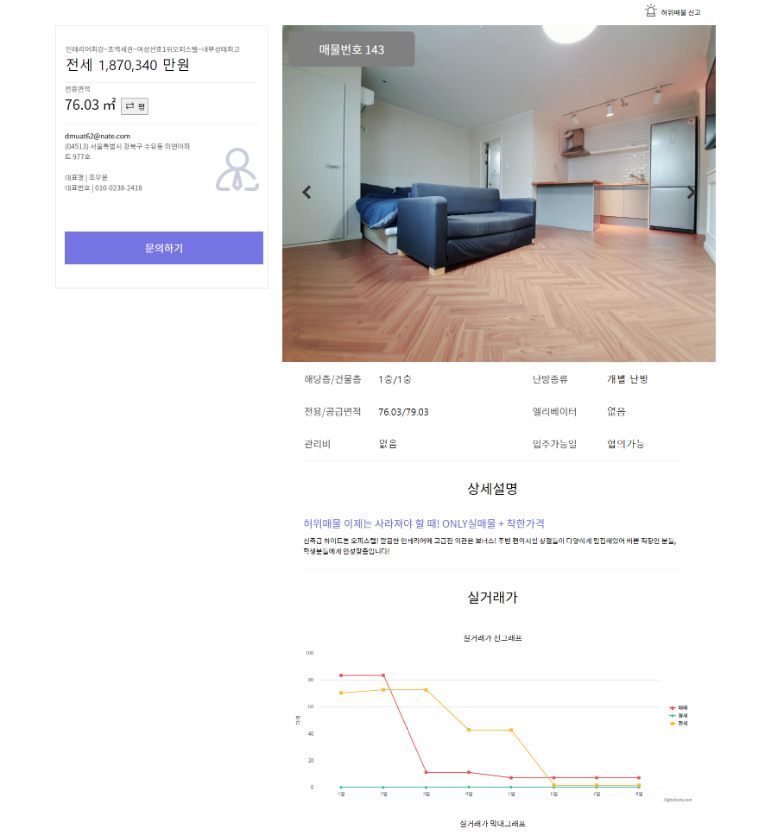 허위매물 신고
인테리어최강~초역세권~여성선호1위오피스텔~내부상태최고
전세 1,870,340 만원
전용면적
76.03 ㎡ ⇄ 평
dmuat62@nate.com
(04513) 서울특별시 강북구 수유동 미연아파
트 977호
대표명 | 조우윤
대표번호 | 010-0238-2418
문의하기
매물번호 143
해당층/건물층 1층/1층 난방종류 개별 난방
전용/공급면적 76.03/79.03 엘리베이터 없음
관리비 없음 입주가능일 협의가능
상세설명
허위매물 이제는 사라져야 할 때! ONLY실매물 + 착한가격
신축급 하이드톤 오피스텔! 깔끔한 인테리어에 고급진 외관은 보너스! 주변 편의시설 상점들이 다양하게 밀집해있어 바쁜 직장인 분들,
학생분들에게 안성맞춤입니다!
실거래가
실거래가 선그래프
가격
100
80
60
40
20
0
1월 2월 3월 4월 5월 6월 7월 8월
매매
월세
전세
Highcharts.com
실거래가 막대그래프